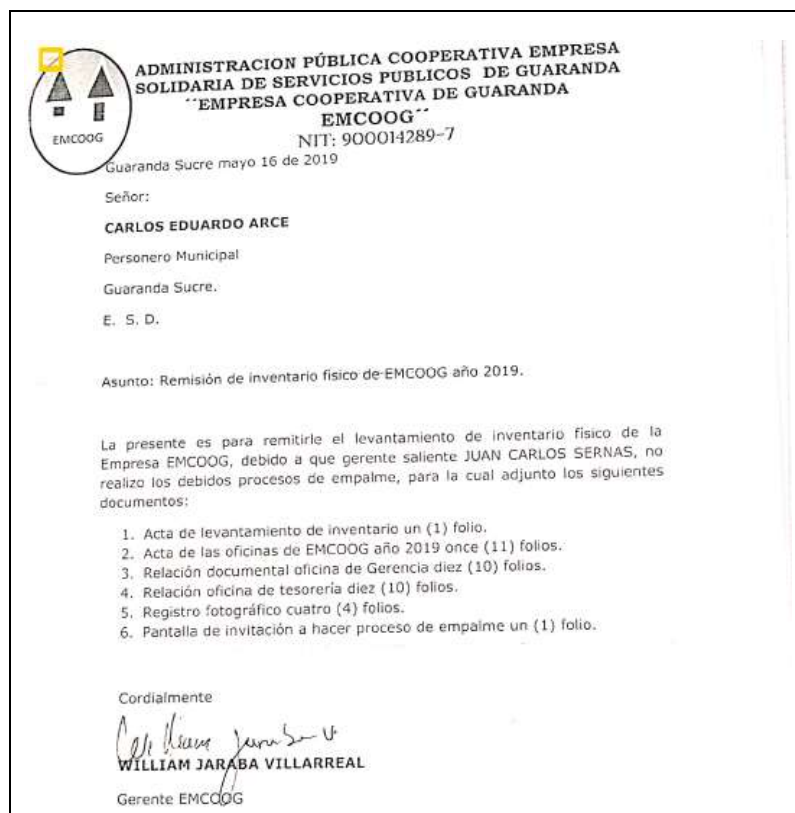 ADMINISTRACION PÚBLICA COOPERATIVA EMPRESA
SOLIDARIA DE SERVICIOS PUBLICOS DE GUARANDA
´´EMPRESA COOPERATIVA DE GUARANDA
EMCOOG´´
NIT: 900014289-7
EMCOOG
Guaranda Sucre mayo 16 de 2019
Señor:
CARLOS EDUARDO ARCE
Personero Municipal
Guaranda Sucre.
E. S. D.
Asunto: Remisión de inventario físico de EMCOOG año 2019.
La presente es para remitirle el levantamiento de inventario físico de la
Empresa EMCOOG, debido a que gerente saliente JUAN CARLOS SERNAS, no
realizo los debidos procesos de empalme, para la cual adjunto los siguientes
documentos:
1. Acta de levantamiento de inventario un (1) folio.
2. Acta de las oficinas de EMCOOG año 2019 once (11) folios.
3. Relación documental oficina de Gerencia diez (10) folios.
4. Relación oficina de tesorería diez (10) folios.
5. Registro fotográfico cuatro (4) folios.
6. Pantalla de invitación a hacer proceso de empalme un (1) folio.
Cordialmente
WILLIAM JARABA VILLARREAL
Gerente EMCOOG